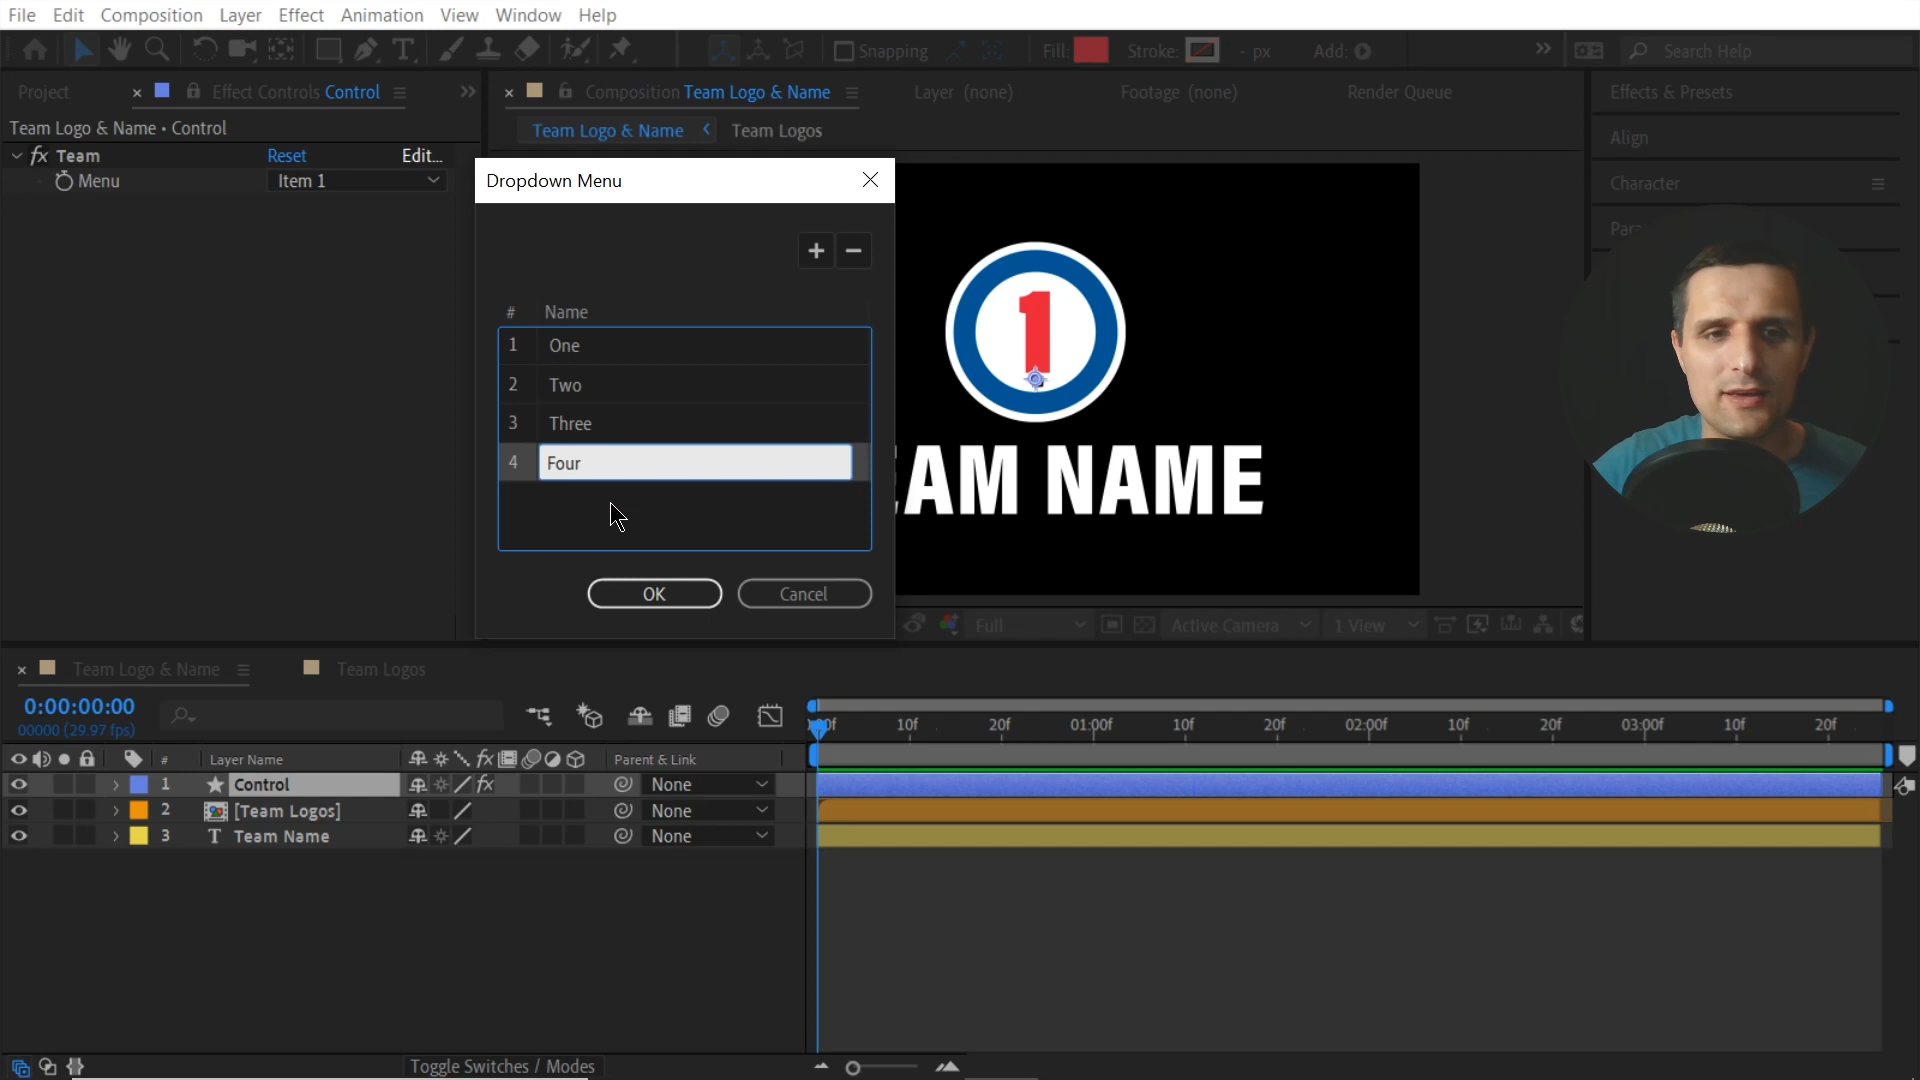 File Edit Composition Layer Effect Animation View Window Help
Snapping Fill: Stroke: - px Add: Search Help
Project Effect Controls Control
Composition Team Logo & Name Layer (none) Footage (none) Render Queue
Effects & Presets
Team Logo & Name • Control
Team Logo & Name Team Logos
Align
fx Team Reset Edit...
Menu Item 1
Character
Dropdown Menu
# Name
1 One
2 Two
3 Three
4 Four
OK Cancel
1
EAM NAME
Full Active Camera 1 View
Team Logo & Name Team Logos
0:00:00:00
00000 (29.97 fps)
10f 20f 01:00f 10f 20f 02:00f 10f 20f 03:00f 10f 20f
# Layer Name fx Parent & Link
1 Control fx None
2 [Team Logos] None
3 T Team Name None
Toggle Switches / Modes